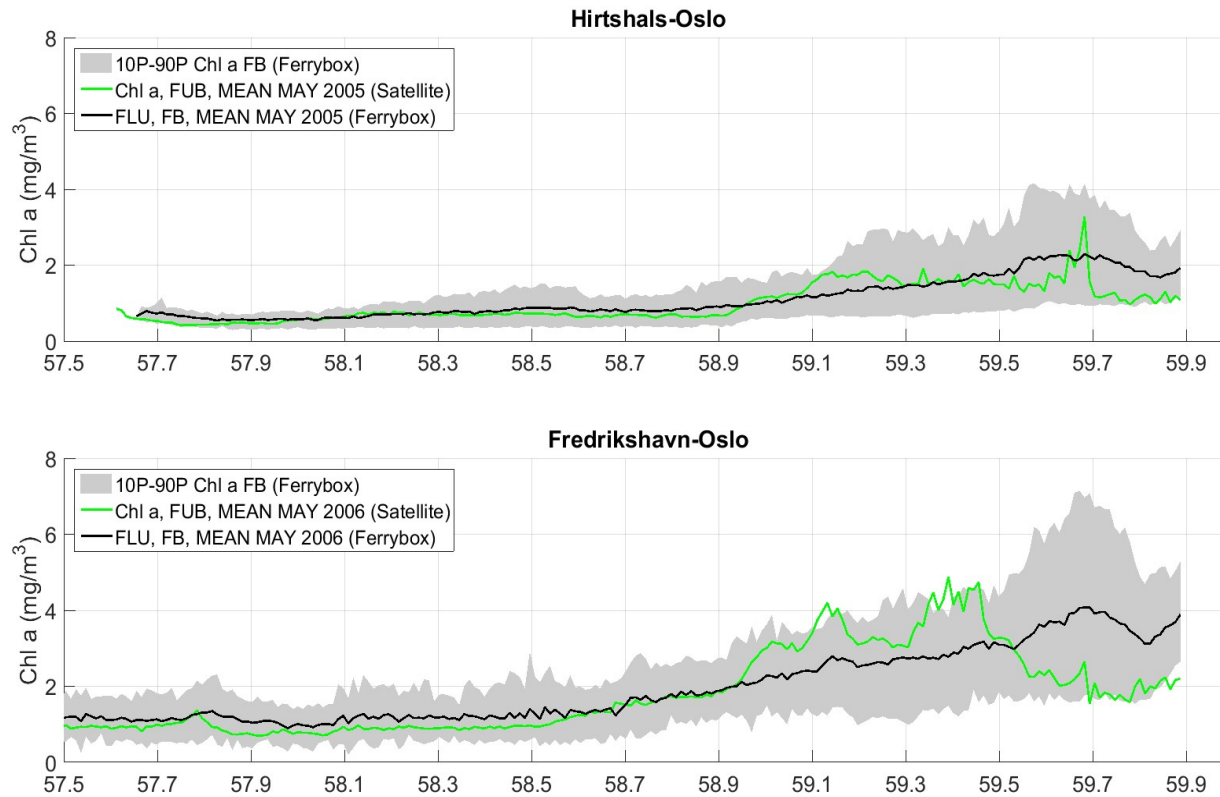 Hirtshals-Oslo
8
10P-90P Chl a FB (Ferrybox)
Chl a, FUB, MEAN MAY 2005 (Satellite)
FLU, FB, MEAN MAY 2005 (Ferrybox)
6
Chl a (mg/m³)
4
2
0
57.5 57.7 57.9 58.1 58.3 58.5 58.7 58.9 59.1 59.3 59.5 59.7 59.9
Fredrikshavn-Oslo
8
10P-90P Chl a FB (Ferrybox)
Chl a, FUB, MEAN MAY 2006 (Satellite)
FLU, FB, MEAN MAY 2006 (Ferrybox)
6
Chl a (mg/m³)
4
2
0
57.5 57.7 57.9 58.1 58.3 58.5 58.7 58.9 59.1 59.3 59.5 59.7 59.9